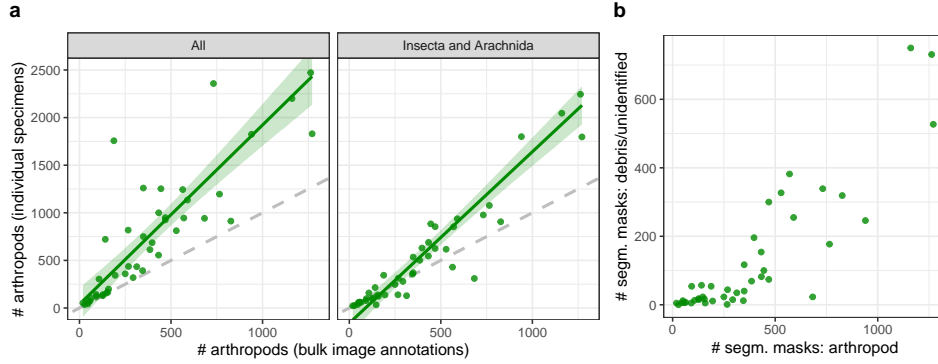 a
All
Insecta and Arachnida
# arthropods (individual specimens)
2500
2000
1500
1000
500
0
0
500
1000
0
500
1000
# arthropods (bulk image annotations)
b
# segm. masks: debris/unidentified
600
400
200
0
0
500
1000
# segm. masks: arthropod